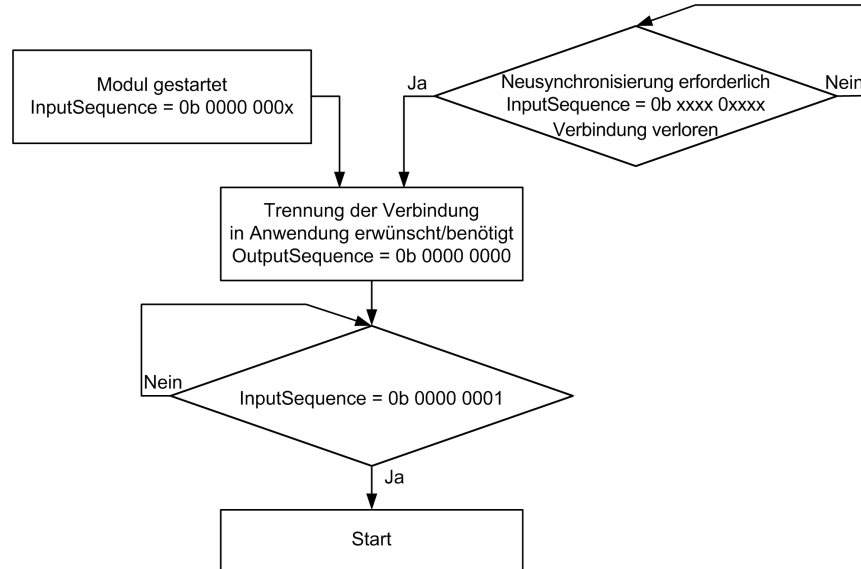 Modul gestartet
InputSequence = 0b 0000 000x
Ja
Neusynchronisierung erforderlich
InputSequence = 0b xxxx 0xxxx
Verbindung verloren
Nein
Trennung der Verbindung
in Anwendung erwünscht/benötigt
OutputSequence = 0b 0000 0000
Nein
InputSequence = 0b 0000 0001
Ja
Start